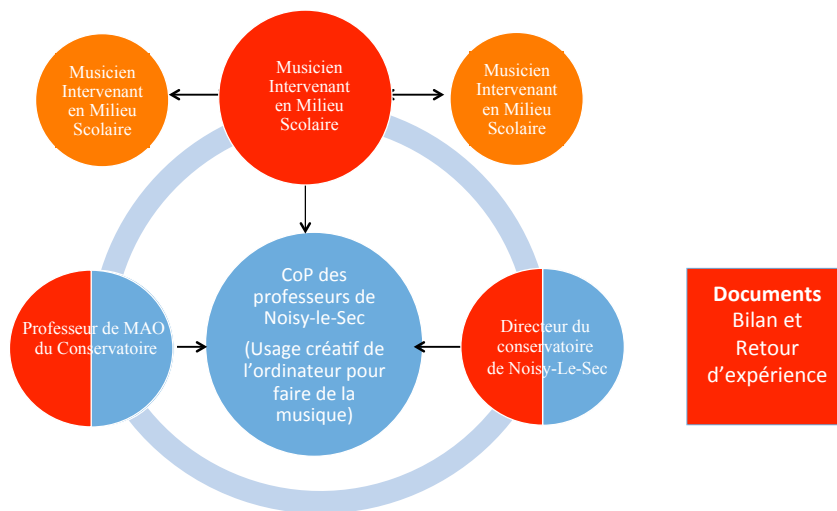 Musicien
Intervenant
en Milieu
Scolaire
Musicien
Intervenant
en Milieu
Scolaire
Musicien
Intervenant
en Milieu
Scolaire
Professeur de MAO
du Conservatoire
CoP des
professeurs de
Noisy-le-Sec
(Usage créatif de
l’ordinateur pour
faire de la
musique)
Directeur du
conservatoire
de Noisy-Le-Sec
Documents
Bilan et
Retour
d’expérience